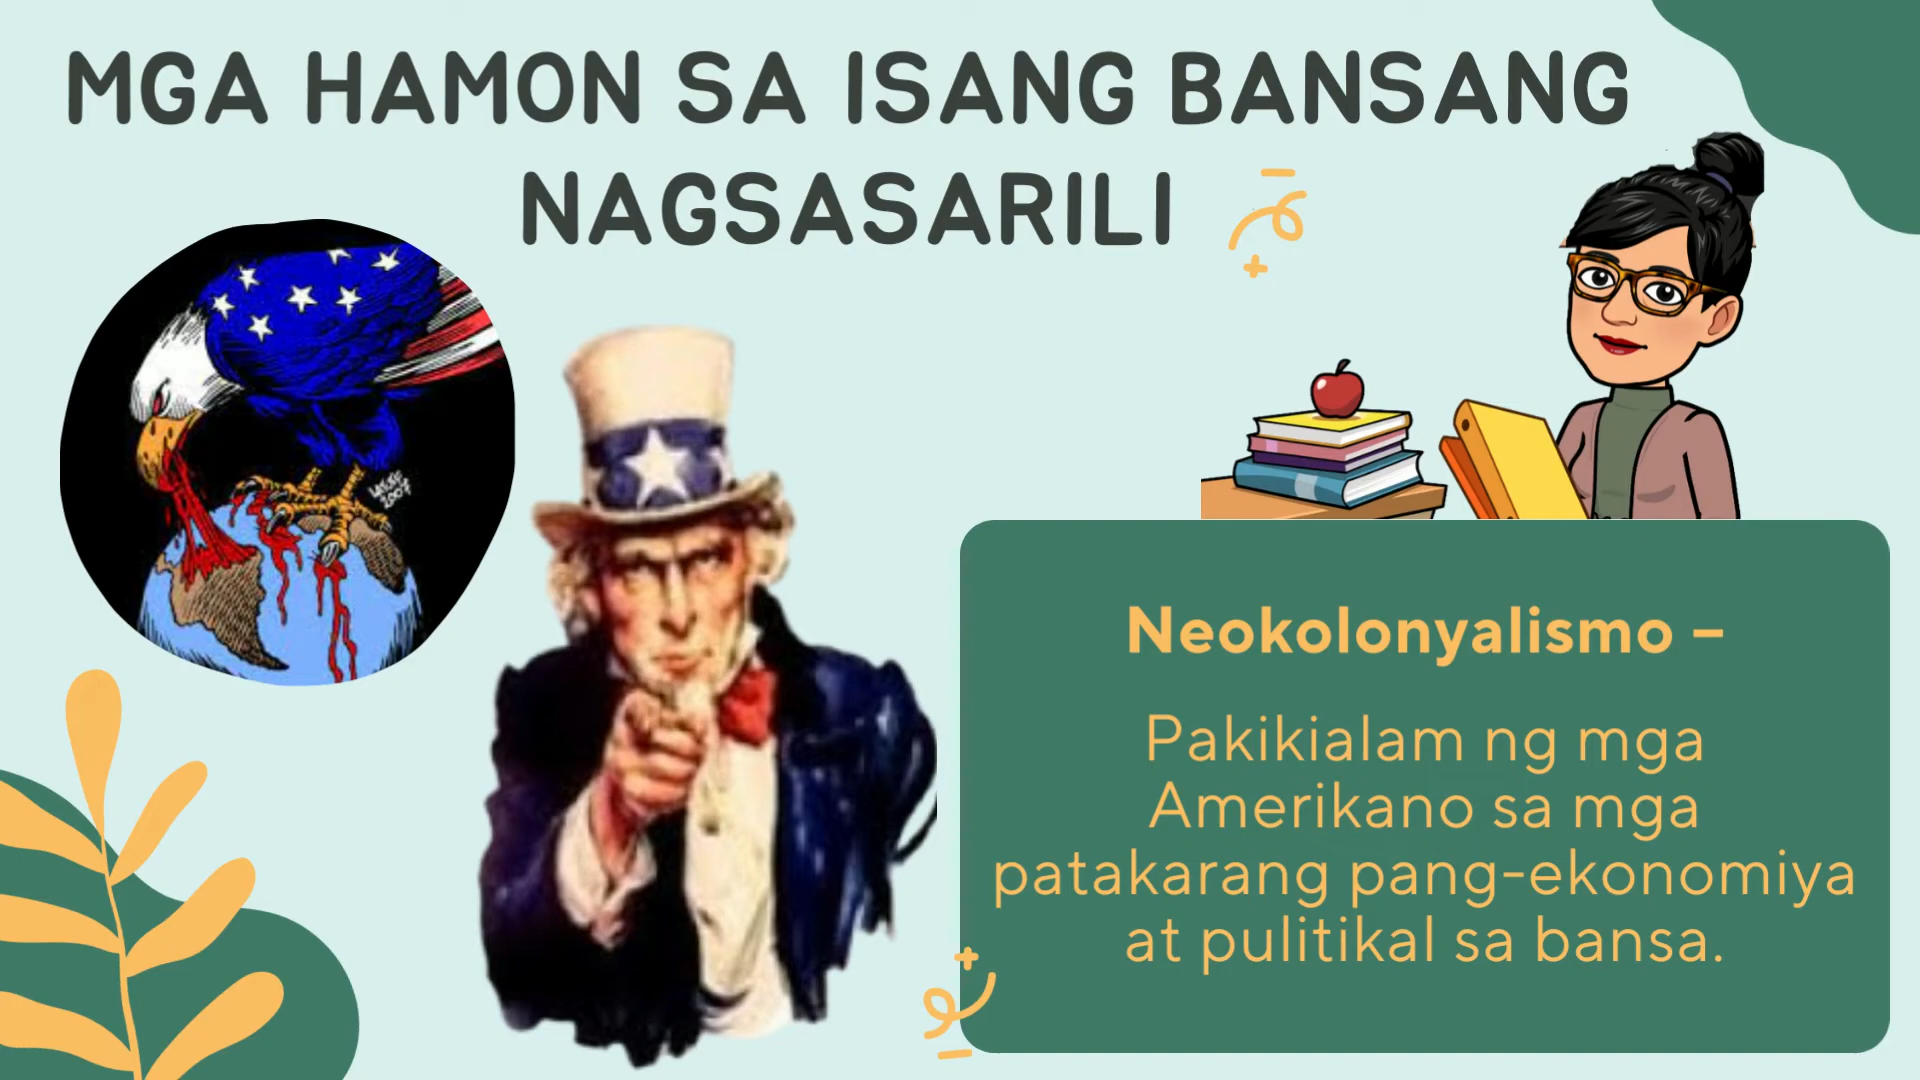 MGA HAMON SA ISANG BANSANG
NAGSASARILI
Neokolonyalismo –
Pakikialam ng mga
Amerikano sa mga
patakarang pang-ekonomiya
at pulitikal sa bansa.
2007